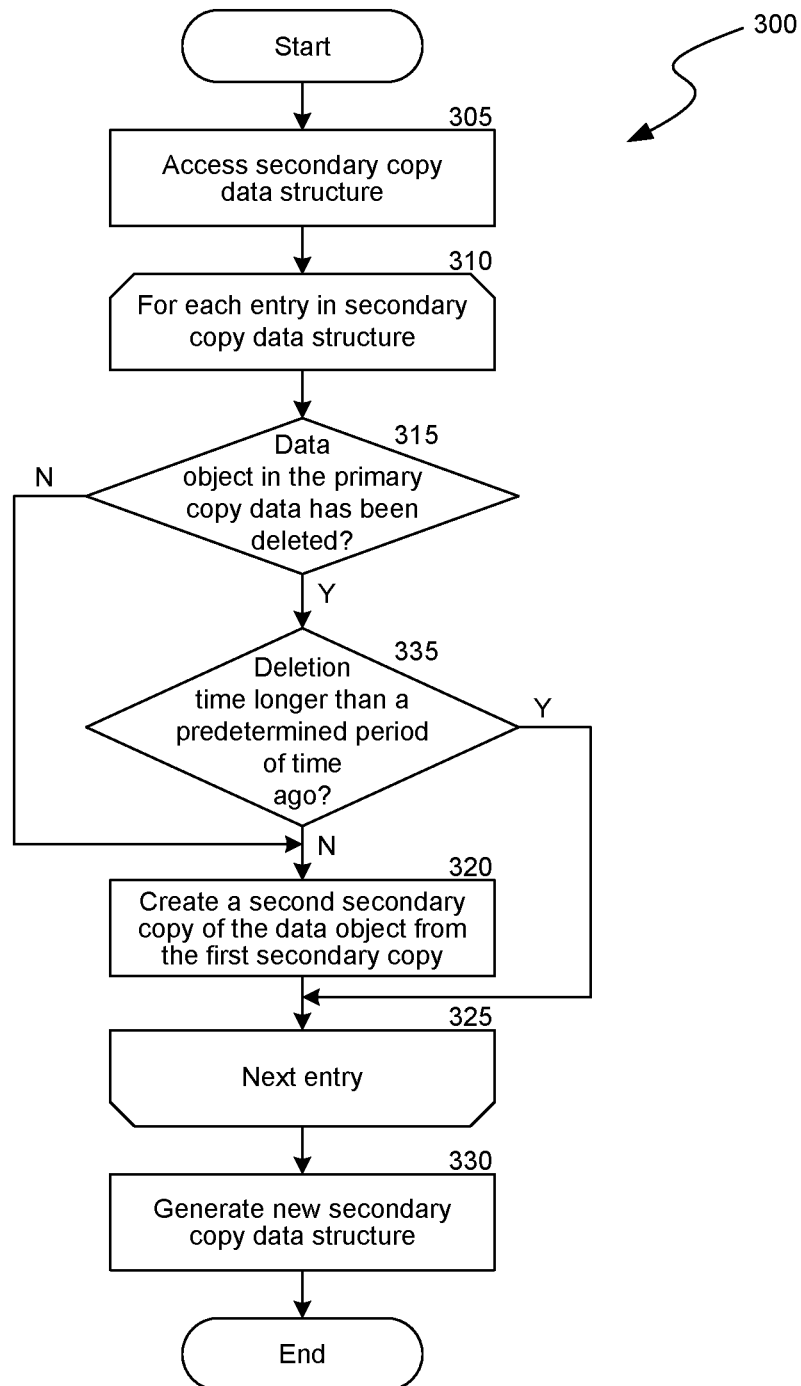 Start
300
305
Access secondary copy
data structure
310
For each entry in secondary
copy data structure
315
Data
object in the primary
copy data has been
deleted?
N
Y
335
Deletion
time longer than a
predetermined period
of time
ago?
Y
N
320
Create a second secondary
copy of the data object from
the first secondary copy
325
Next entry
330
Generate new secondary
copy data structure
End